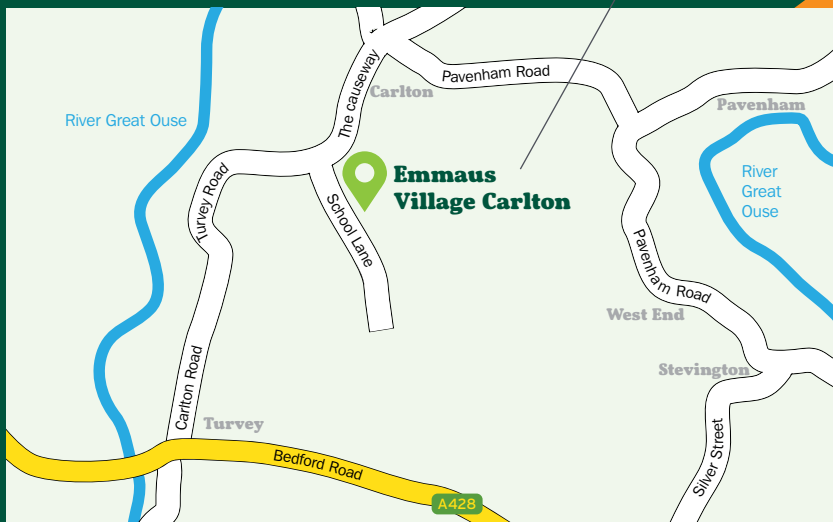 The causeway
Pavenham Road
Carlton
Pavenham
River Great Ouse
Emmaus
Village Carlton
River
Great
Ouse
Turvey Road
School Lane
Pavenham Road
West End
Stevington
Carlton Road
Turvey
Silver Street
Bedford Road
A428